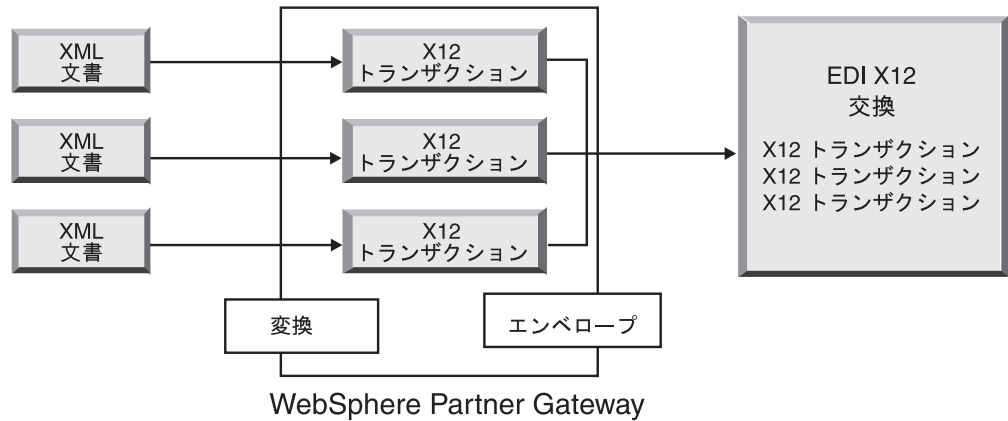 XML
文書
X12
トランザクション
XML
文書
X12
トランザクション
XML
文書
X12
トランザクション
EDI X12
交換
X12 トランザクション
X12 トランザクション
X12 トランザクション
変換
エンベロープ
WebSphere Partner Gateway